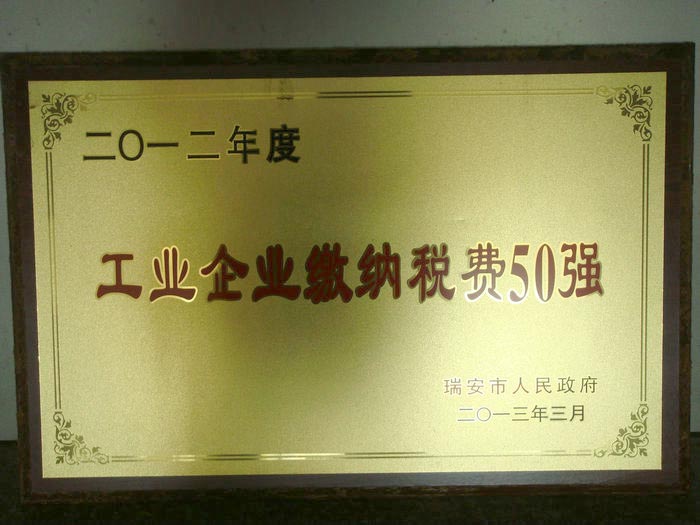 二〇一二年度
工业企业缴纳税费50强
瑞安市人民政府
二〇一三年三月